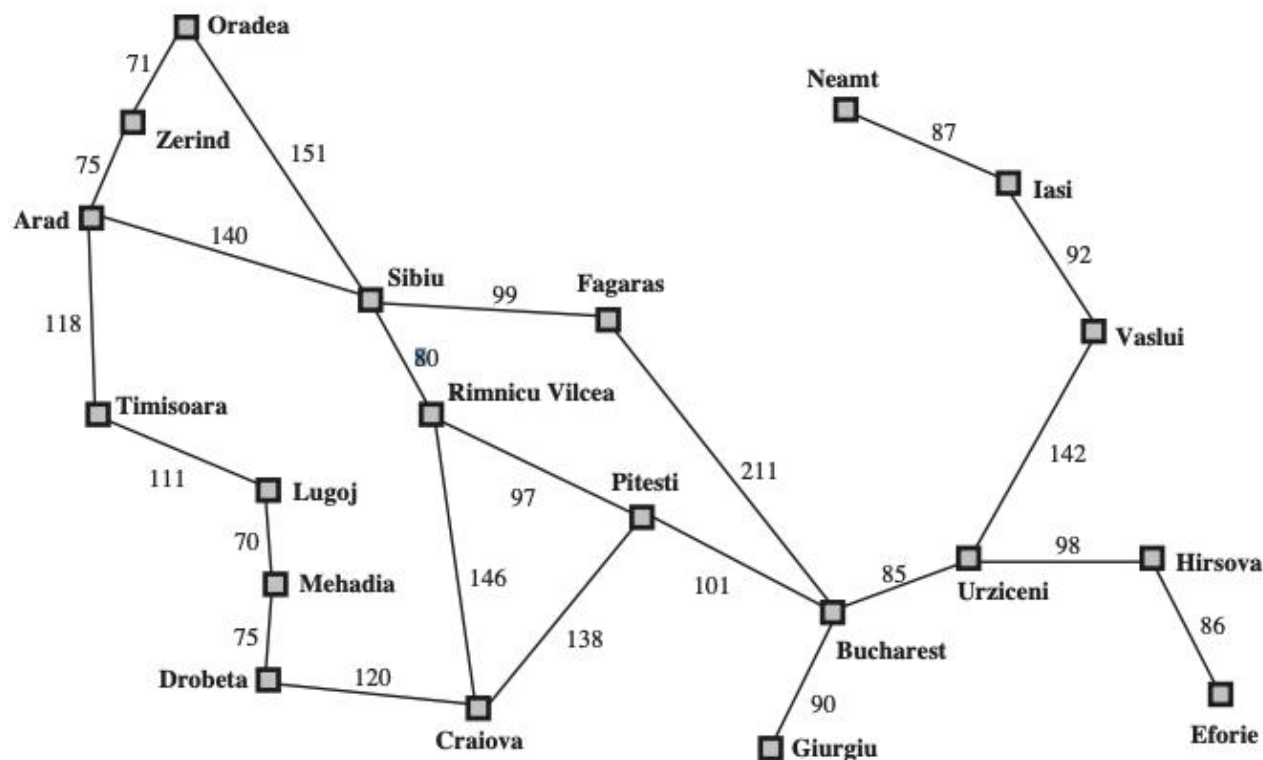 Oradea
71
Neamt
87
Zerind
151
75
Iasi
Arad
140
92
Sibiu
Fagaras
99
118
Vaslui
80
Rimnicu Vilcea
Timisoara
142
111
211
Lugoj
97
Pitesti
70
98
Hirsova
146
85
Mehadia
101
Urziceni
86
75
138
Bucharest
Drobeta
120
90
Craiova
Giurgiu
Eforie